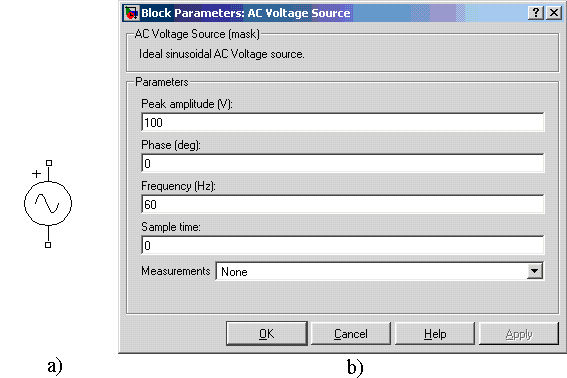 Block Parameters: AC Voltage Source
AC Voltage Source (mask)
Ideal sinusoidal AC Voltage source.
Parameters
Peak amplitude (V):
100
Phase (deg):
0
Frequency (Hz):
60
Sample time:
0
Measurements None
OK Cancel Help Apply
+
a) b)